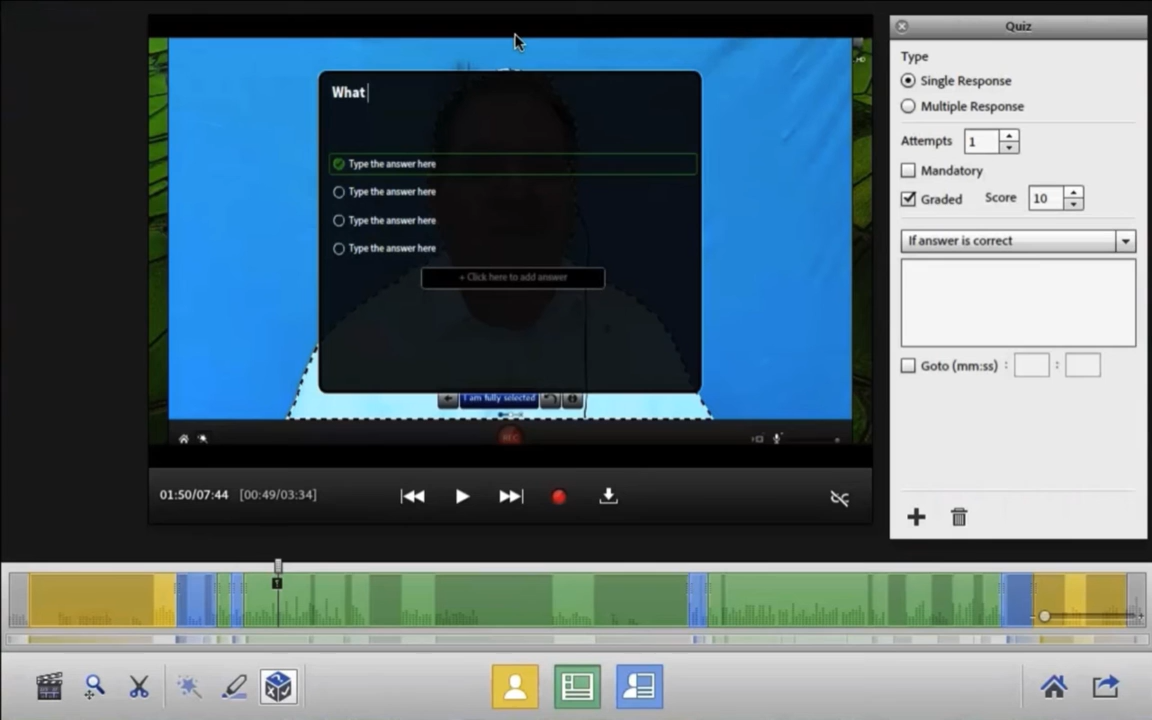 Quiz
What
Type
Single Response
Multiple Response
Attempts 1
Type the answer here
Mandatory
Type the answer here
Graded Score 10
Type the answer here
Type the answer here
If answer is correct
+ Click here to add answer
Goto (mm:ss) : :
I am fully selected
REC
01:50/07:44 [00:49/03:34]